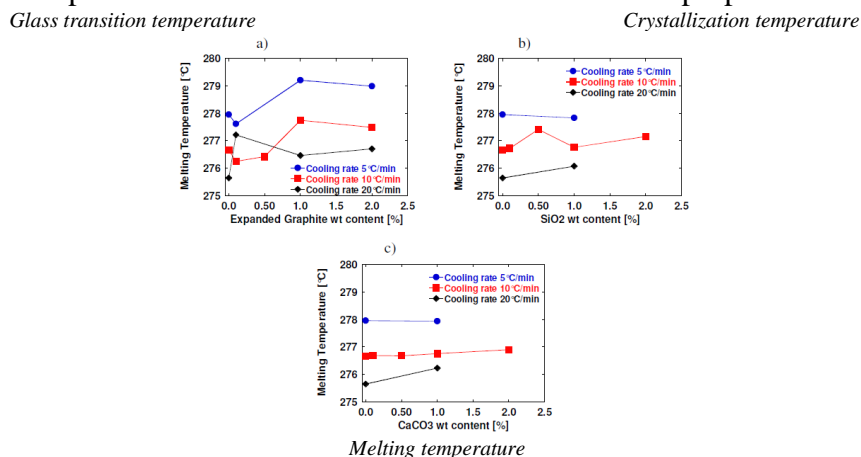 Glass transition temperature
Crystallization temperature
a)
280
279
278
277
276
275
Melting Temperature [°C]
Cooling rate 5°C/min
Cooling rate 10°C/min
Cooling rate 20°C/min
0.0 0.50 1.0 1.5 2.0 2.5
Expanded Graphite wt content [%]
b)
280
279
278
277
276
275
Melting Temperature [°C]
Cooling rate 5°C/min
Cooling rate 10°C/min
Cooling rate 20°C/min
0.0 0.50 1.0 1.5 2.0 2.5
SiO2 wt content [%]
c)
280
279
278
277
276
275
Melting Temperature [°C]
Cooling rate 5°C/min
Cooling rate 10°C/min
Cooling rate 20°C/min
0.0 0.50 1.0 1.5 2.0 2.5
CaCO3 wt content [%]
Melting temperature